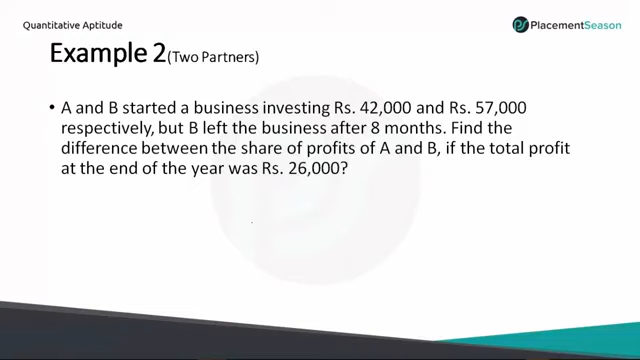 Quantitative Aptitude
PlacementSeason
Example 2(Two Partners)
• A and B started a business investing Rs. 42,000 and Rs. 57,000
respectively, but B left the business after 8 months. Find the
difference between the share of profits of A and B, if the total profit
at the end of the year was Rs. 26,000?